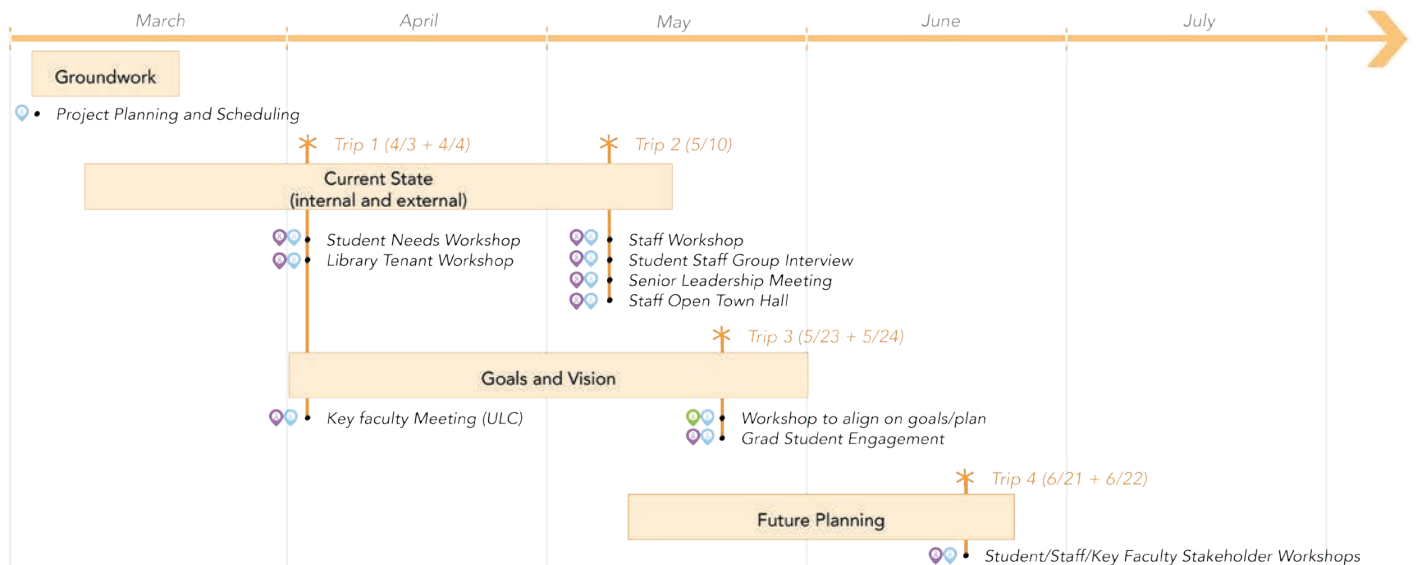 March
April
May
June
July
Groundwork
• Project Planning and Scheduling
Trip 1 (4/3 + 4/4)
Trip 2 (5/10)
Current State
(internal and external)
• Student Needs Workshop
• Library Tenant Workshop
• Staff Workshop
• Student Staff Group Interview
• Senior Leadership Meeting
• Staff Open Town Hall
Trip 3 (5/23 + 5/24)
Goals and Vision
• Key faculty Meeting (ULC)
• Workshop to align on goals/plan
• Grad Student Engagement
Trip 4 (6/21 + 6/22)
Future Planning
• Student/Staff/Key Faculty Stakeholder Workshops